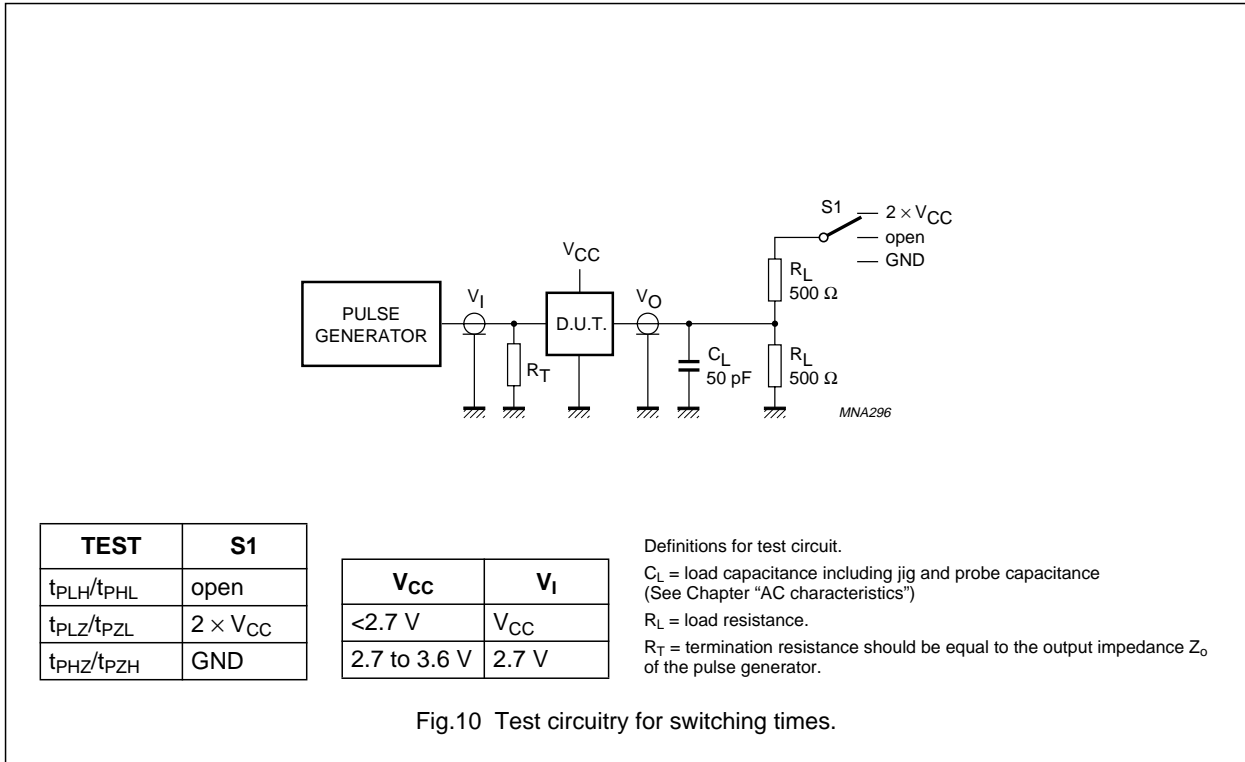 S1
2 × VCC
open
GND
VCC
RL
500 Ω
PULSE
GENERATOR
VI
D.U.T.
VO
RT
CL
50 pF
RL
500 Ω
MNA296
TEST S1
tPLH/tPHL open
tPLZ/tPZL 2 × VCC
tPHZ/tPZH GND
VCC VI
<2.7 V VCC
2.7 to 3.6 V 2.7 V
Definitions for test circuit.
CL = load capacitance including jig and probe capacitance
(See Chapter “AC characteristics”)
RL = load resistance.
RT = termination resistance should be equal to the output impedance Zo
of the pulse generator.
Fig.10 Test circuitry for switching times.